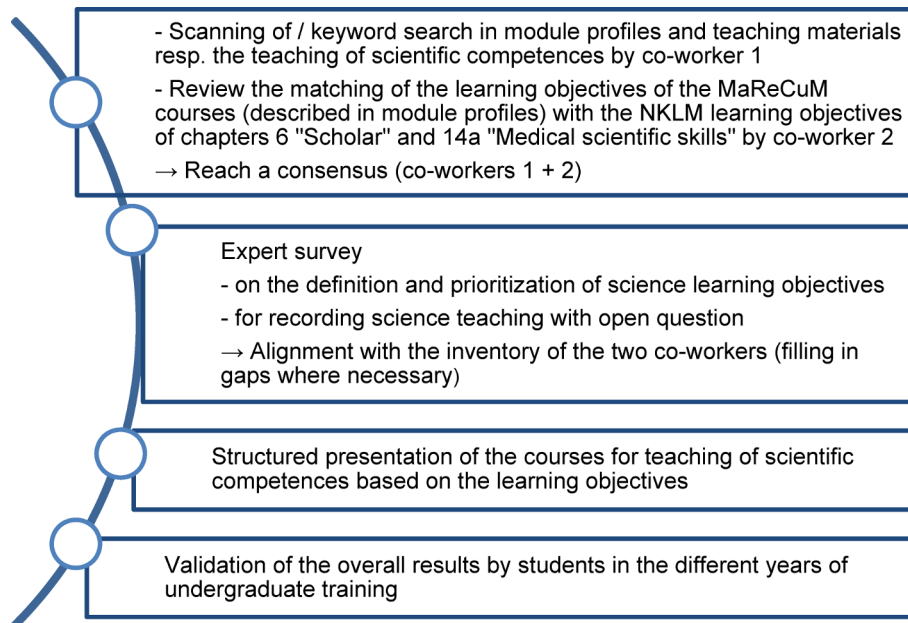 - Scanning of / keyword search in module profiles and teaching materials
resp. the teaching of scientific competences by co-worker 1
- Review the matching of the learning objectives of the MaReCuM
courses (described in module profiles) with the NKLM learning objectives
of chapters 6 "Scholar" and 14a "Medical scientific skills" by co-worker 2
→ Reach a consensus (co-workers 1 + 2)
Expert survey
- on the definition and prioritization of science learning objectives
- for recording science teaching with open question
→ Alignment with the inventory of the two co-workers (filling in
gaps where necessary)
Structured presentation of the courses for teaching of scientific
competences based on the learning objectives
Validation of the overall results by students in the different years of
undergraduate training